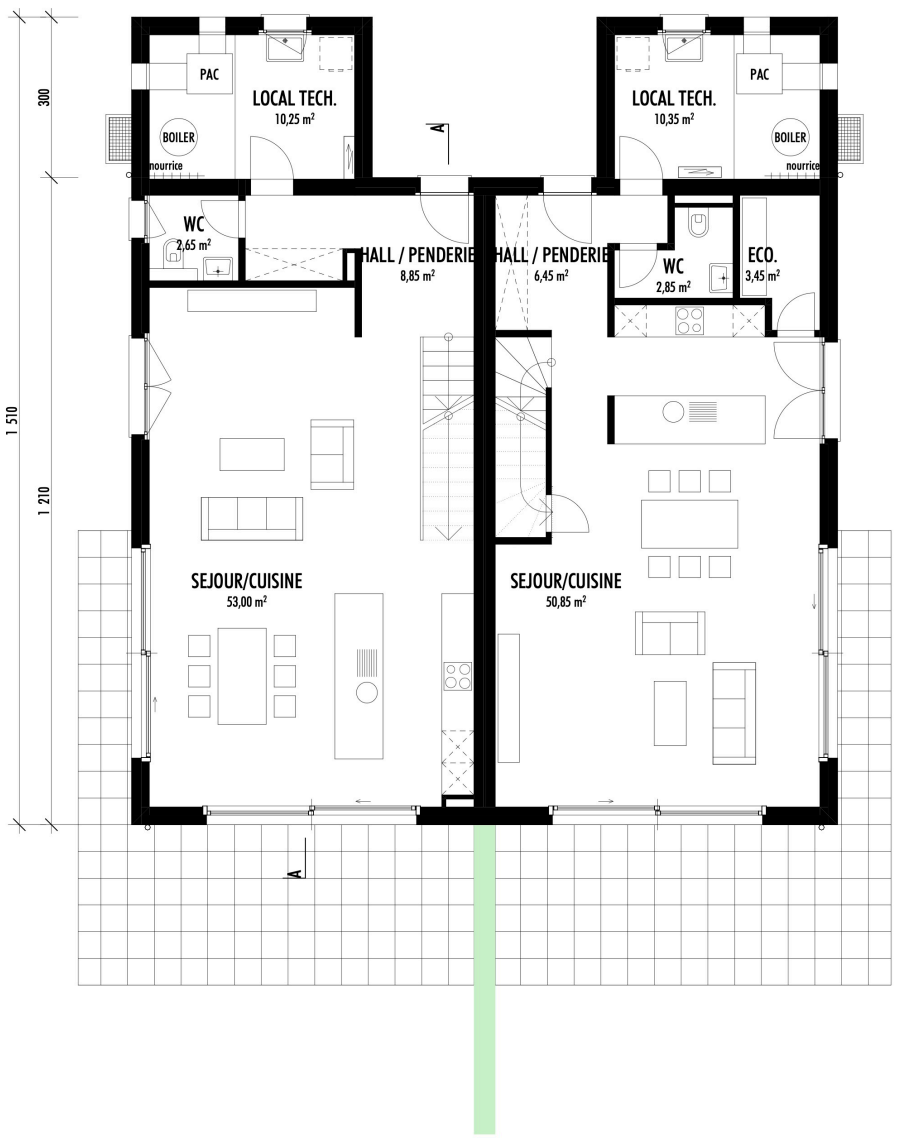 PAC
PAC
LOCAL TECH.
10,25 m²
LOCAL TECH.
10,35 m²
300
A
BOILER
BOILER
nourrice
nourrice
WC
2,65 m²
HALL / PENDERIE
8,85 m²
HALL / PENDERIE
6,45 m²
WC
2,85 m²
ECO.
3,45 m²
1 510
1 210
SEJOUR/CUISINE
53,00 m²
SEJOUR/CUISINE
50,85 m²
A